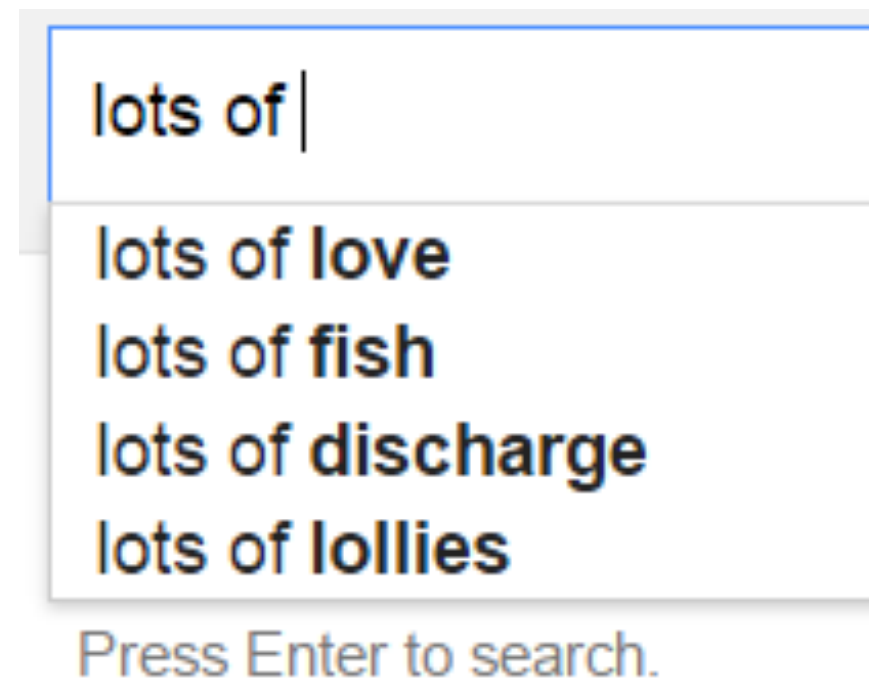 lots of
lots of love
lots of fish
lots of discharge
lots of lollies
Press Enter to search.